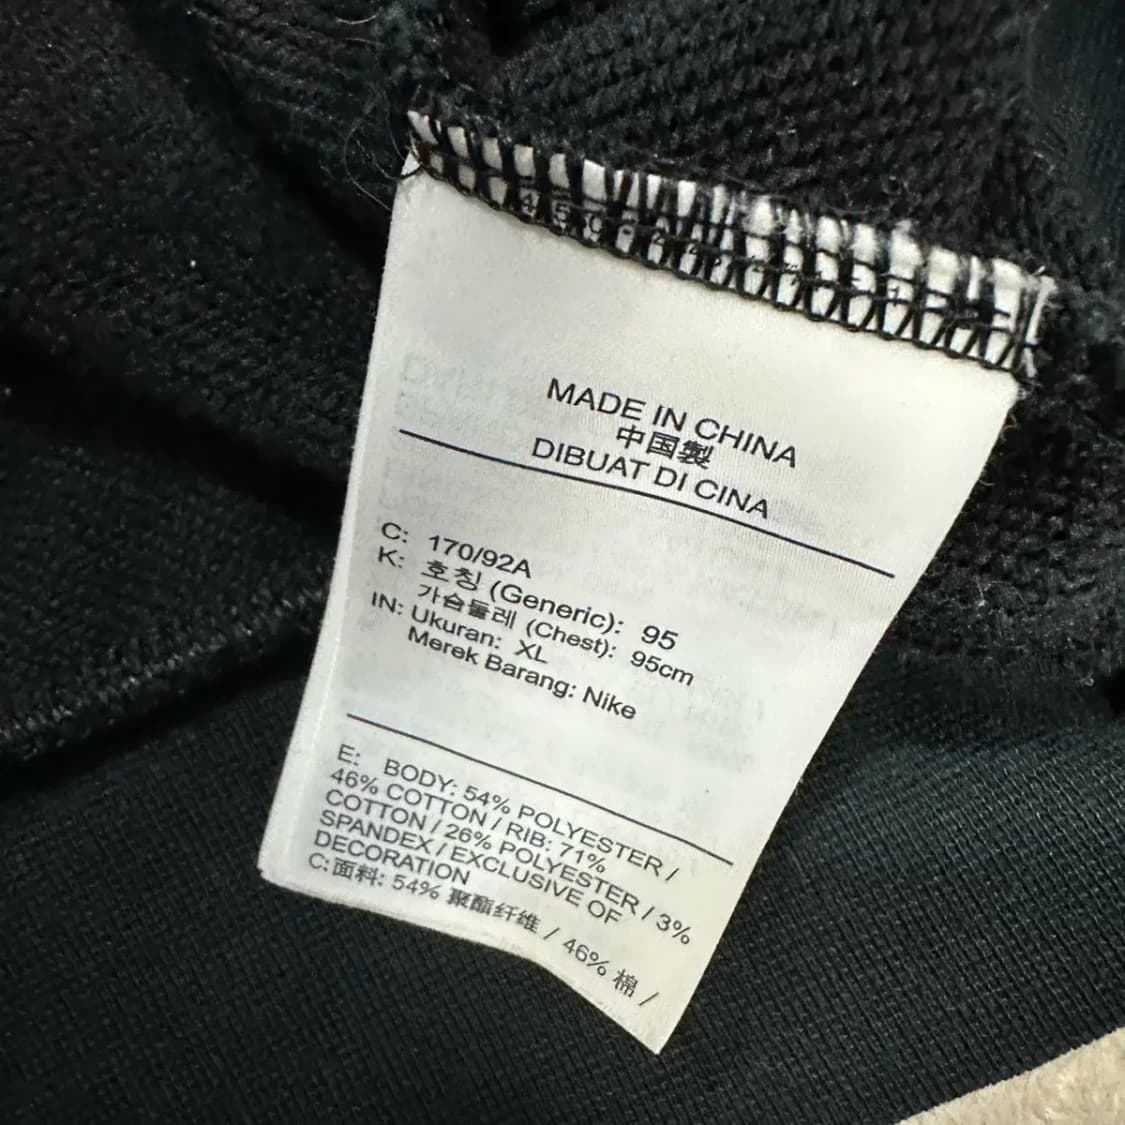 MADE IN CHINA
中国製
DIBUAT DI CINA
C: 170/92A
K: 호칭 (Generic): 95
가슴둘레 (Chest): 95cm
IN: Ukuran: XL
Merek Barang: Nike
E: BODY: 54% POLYESTER /
46% COTTON / RIB: 71%
COTTON / 26% POLYESTER / 3%
SPANDEX / EXCLUSIVE OF
DECORATION
C: 面料: 54% 聚酯纤维 / 46% 棉 /